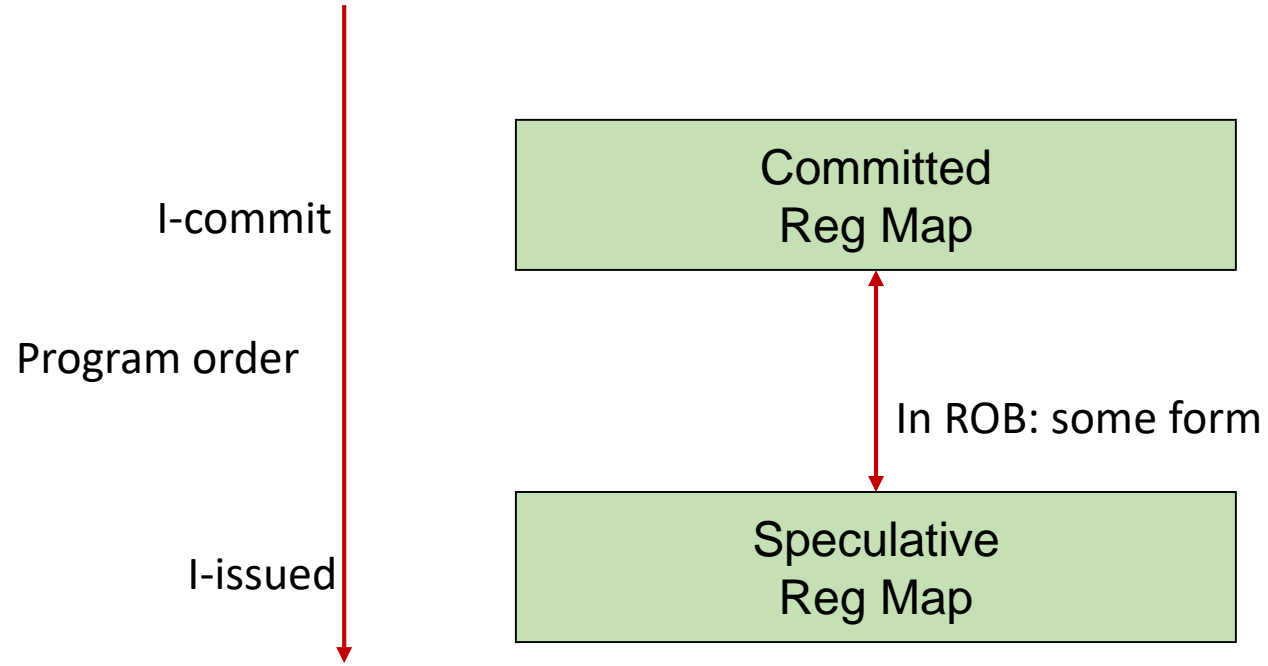 Committed
Reg Map
I-commit
Program order
In ROB: some form
Speculative
Reg Map
I-issued